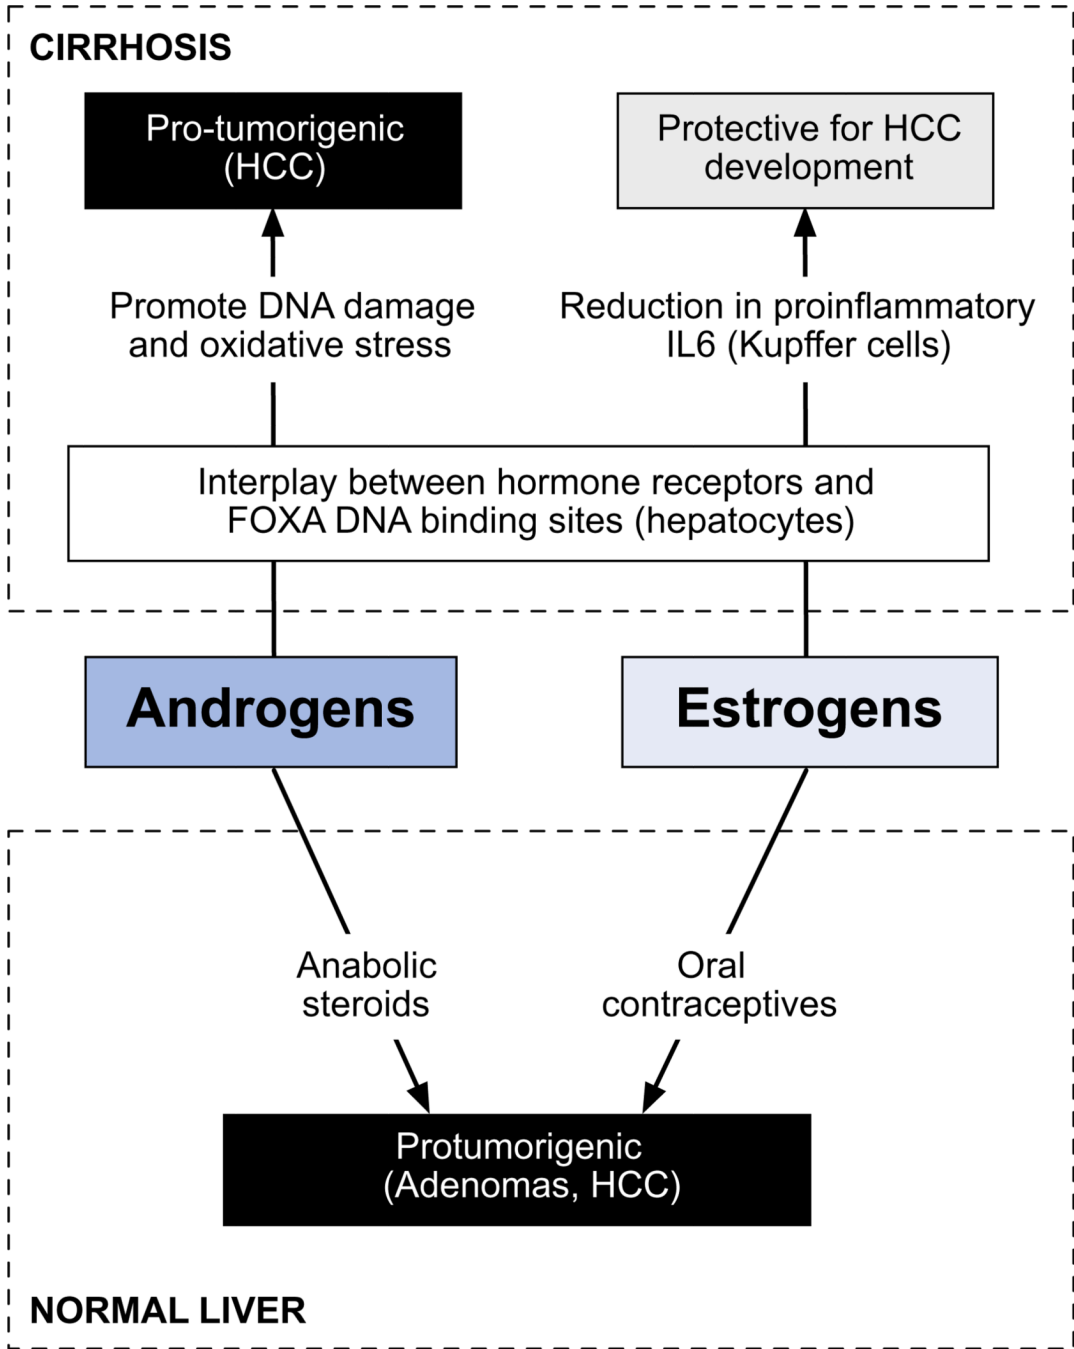 CIRRHOSIS
Pro-tumorigenic
(HCC)
Protective for HCC
development
Promote DNA damage
and oxidative stress
Reduction in proinflammatory
IL6 (Kupffer cells)
Interplay between hormone receptors and
FOXA DNA binding sites (hepatocytes)
Androgens
Estrogens
Anabolic
steroids
Oral
contraceptives
Protumorigenic
(Adenomas, HCC)
NORMAL LIVER